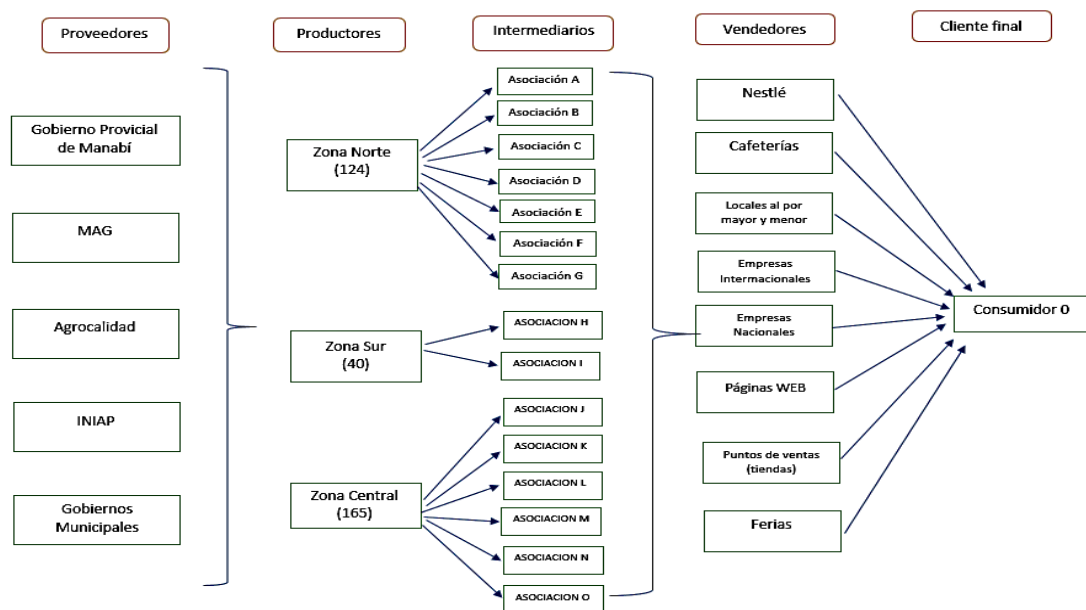 Proveedores
Productores
Intermediarios
Vendedores
Cliente final
Gobierno Provicial
de Manabí
MAG
Agrocalidad
INIAP
Gobiernos
Municipales
Zona Norte
(124)
Zona Sur
(40)
Zona Central
(165)
Asociación A
Asociación B
Asociación C
Asociación D
Asociación E
Asociación F
Asociación G
ASOCIACION H
ASOCIACION I
ASOCIACION J
ASOCIACION K
ASOCIACION L
ASOCIACION M
ASOCIACION N
ASOCIACION O
Nestlé
Cafeterías
Locales al por
mayor y menor
Empresas
Internacionales
Empresas
Nacionales
Páginas WEB
Puntos de ventas
(tiendas)
Ferias
Consumidor 0